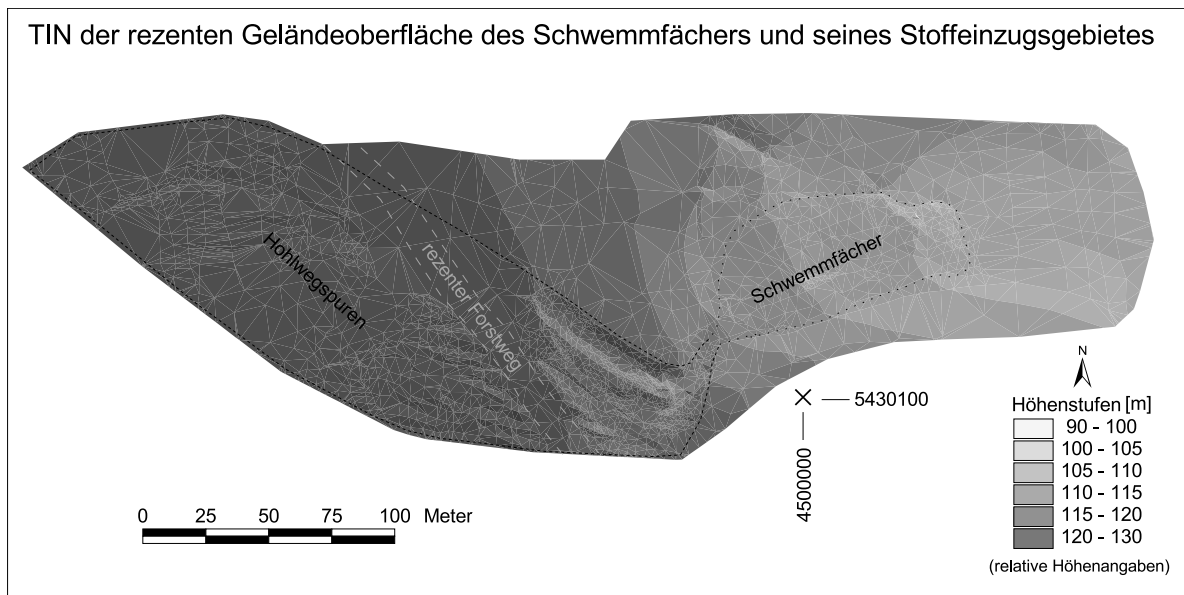 TIN der rezenten Geländeoberfläche des Schwemmfächers und seines Stoffeinzugsgebietes
Hohlwegspuren
rezenter Forstweg
Schwemmfächer
5430100
4500000
N
Höhenstufen [m]
90 - 100
100 - 105
105 - 110
110 - 115
115 - 120
120 - 130
(relative Höhenangaben)
0 25 50 75 100 Meter